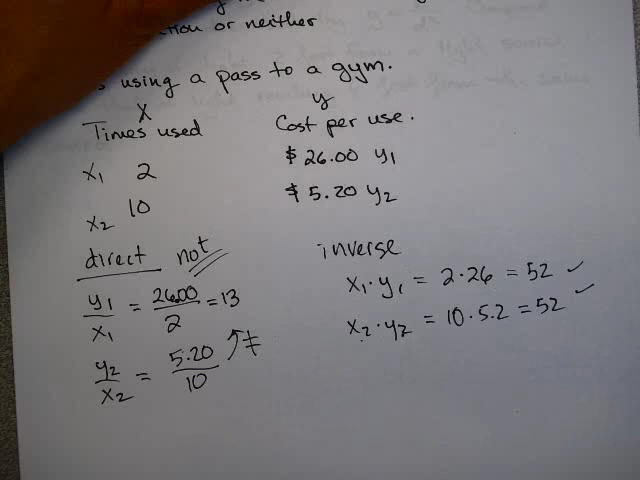 ction or neither
using a pass to a gym.
x y
Times used Cost per use.
x₁ 2 $26.00 y₁
x₂ 10 $5.20 y₂
direct not inverse
y₁/x₁ = 26.00/2 = 13 x₁·y₁ = 2·26 = 52 ✓
y₂/x₂ = 5.20/10 ≠ x₂·y₂ = 10·5.2 = 52 ✓